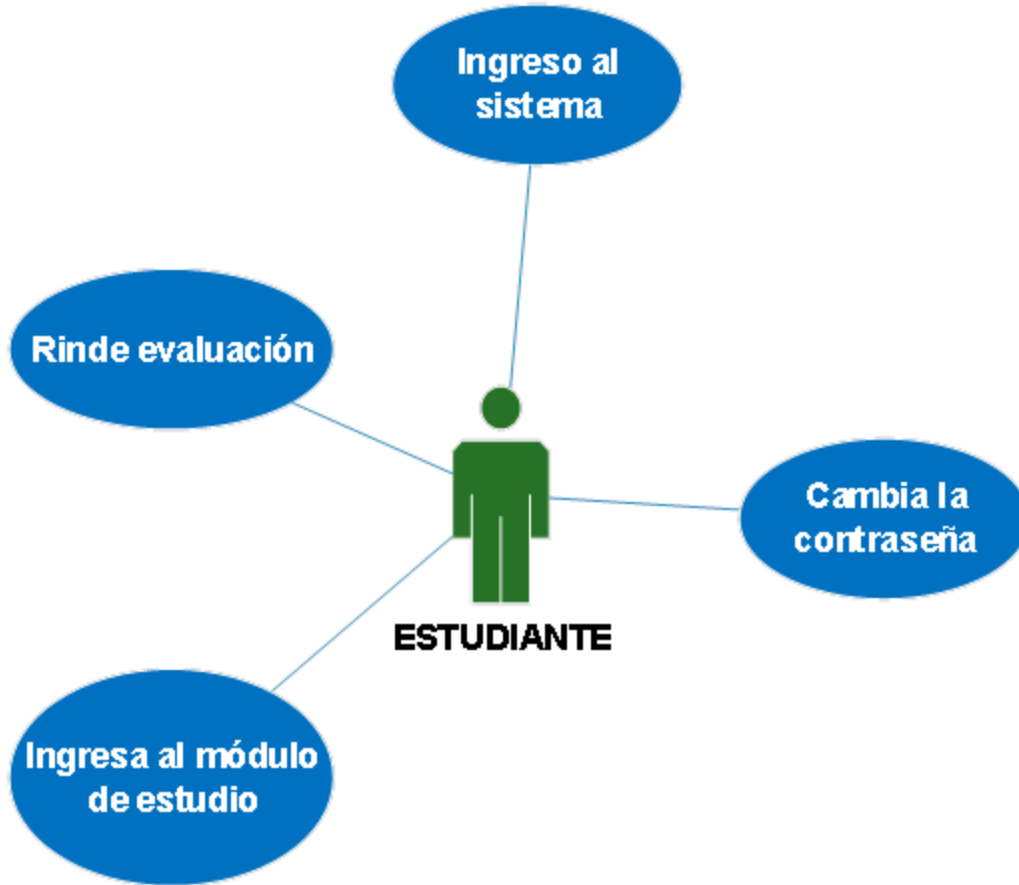 Ingreso al
sistema
Rinde evaluación
Cambia la
contraseña
ESTUDIANTE
Ingresa al módulo
de estudio